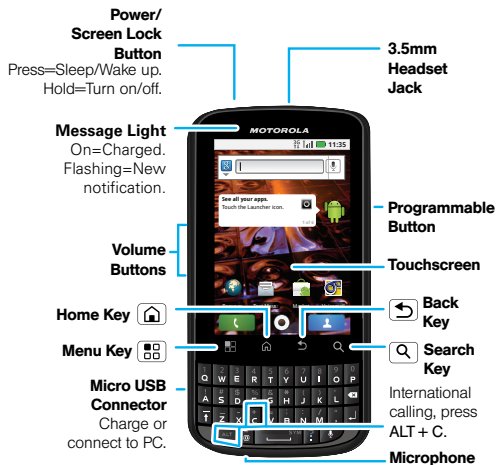 Power/
Screen Lock
Button
Press=Sleep/Wake up.
Hold=Turn on/off.
3.5mm
Headset
Jack
Message Light
On=Charged.
Flashing=New
notification.
MOTOROLA
3G 11:35
See all your apps.
Touch the Launcher icon.
Programmable
Button
Volume
Buttons
Touchscreen
Home Key
Back
Key
Menu Key
Search
Key
Micro USB
Connector
Charge or
connect to PC.
International
calling, press
ALT + C.
Microphone
Q W E R T Y U I O P
A S D F G H J K L
Z X C V B N M
ALT @ SYM ? .